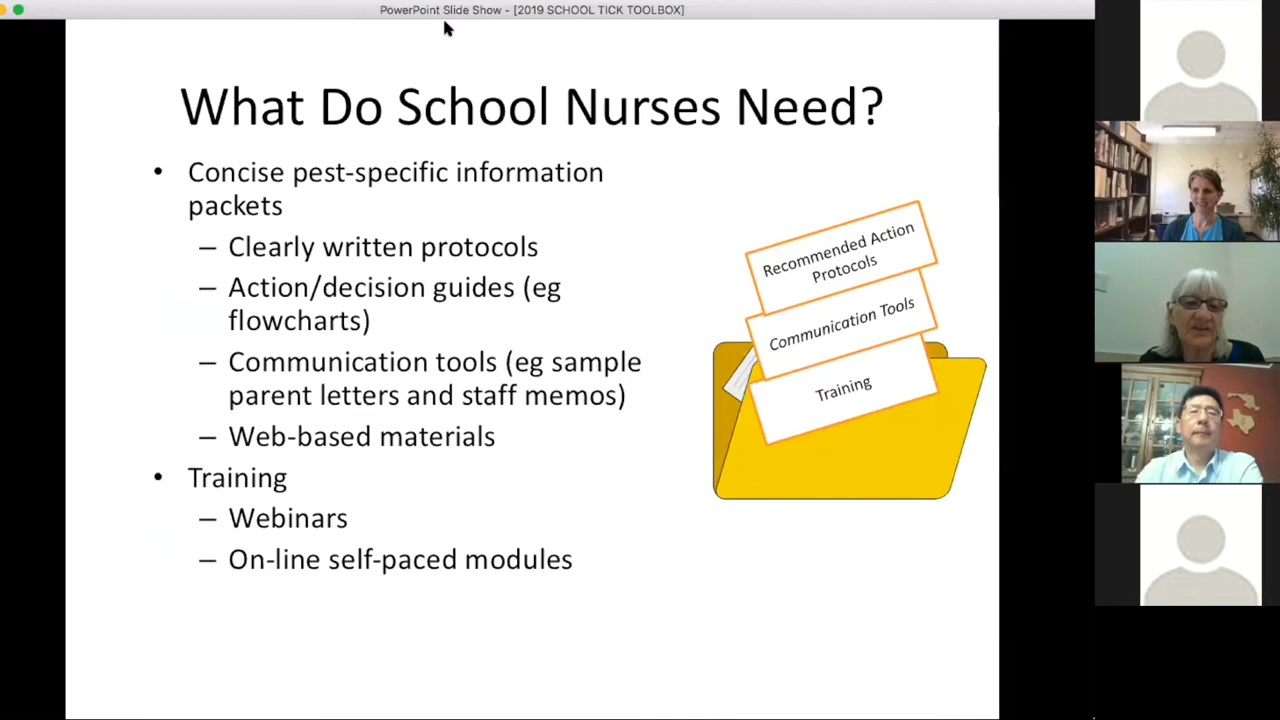 PowerPoint Slide Show - [2019 SCHOOL TICK TOOLBOX]
What Do School Nurses Need?
• Concise pest-specific information
packets
– Clearly written protocols
– Action/decision guides (eg
flowcharts)
– Communication tools (eg sample
parent letters and staff memos)
– Web-based materials
• Training
– Webinars
– On-line self-paced modules
Recommended Action
Protocols
Communication Tools
Training